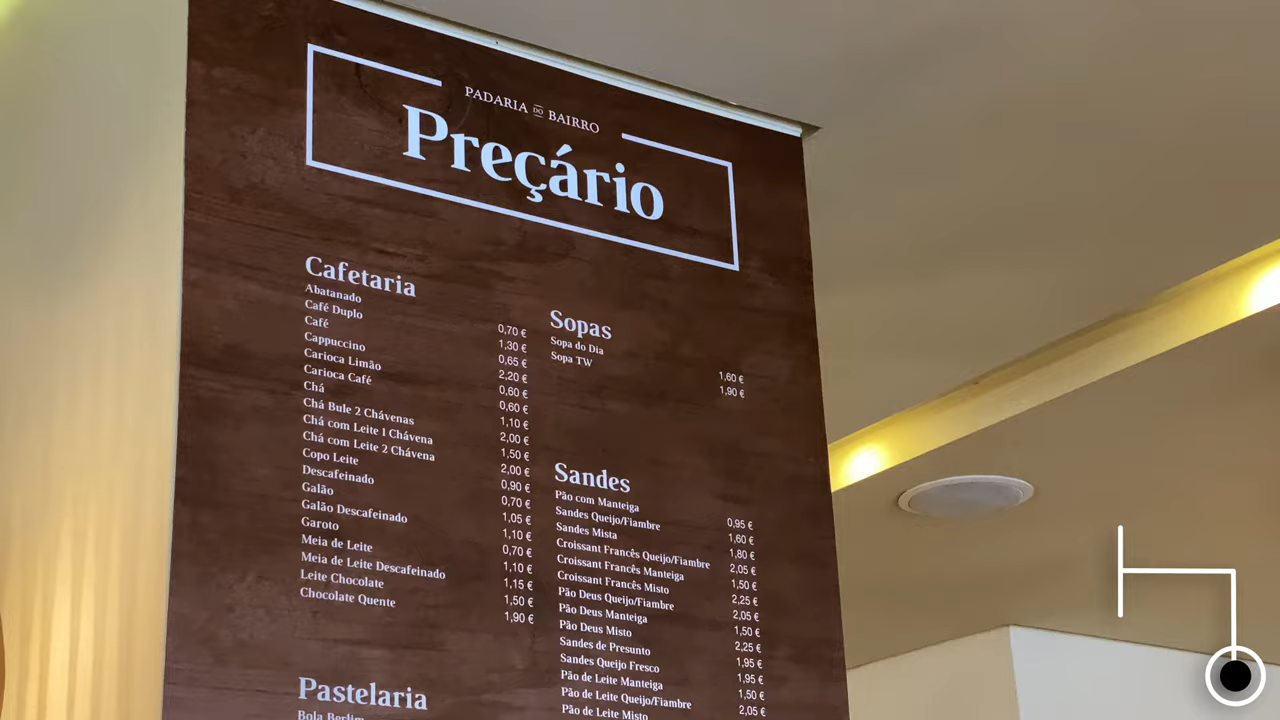 PADARIA DO BAIRRO
Preçário
Cafetaria
Abatanado 0,70 €
Café Duplo 1,30 €
Café 0,65 €
Cappuccino 2,20 €
Carioca Limão 0,60 €
Carioca Café 0,60 €
Chá 1,10 €
Chá Bule 2 Chávenas 2,00 €
Chá com Leite 1 Chávena 1,50 €
Chá com Leite 2 Chávena 2,00 €
Copo Leite 0,90 €
Descafeinado 0,70 €
Galão 1,05 €
Galão Descafeinado 1,10 €
Garoto 0,70 €
Meia de Leite 1,10 €
Meia de Leite Descafeinado 1,15 €
Leite Chocolate 1,50 €
Chocolate Quente 1,90 €
Pastelaria
Bola Berlim
Sopas
Sopa do Dia 1,60 €
Sopa TW 1,90 €
Sandes
Pão com Manteiga 0,95 €
Sandes Queijo/Fiambre 1,60 €
Sandes Mista 1,80 €
Croissant Francês Queijo/Fiambre 2,05 €
Croissant Francês Manteiga 1,50 €
Croissant Francês Misto 2,25 €
Pão Deus Queijo/Fiambre 2,05 €
Pão Deus Manteiga 1,50 €
Pão Deus Misto 2,25 €
Sandes de Presunto 1,95 €
Sandes Queijo Fresco 1,95 €
Pão de Leite Manteiga 1,50 €
Pão de Leite Queijo/Fiambre 2,05 €
Pão de Leite Misto